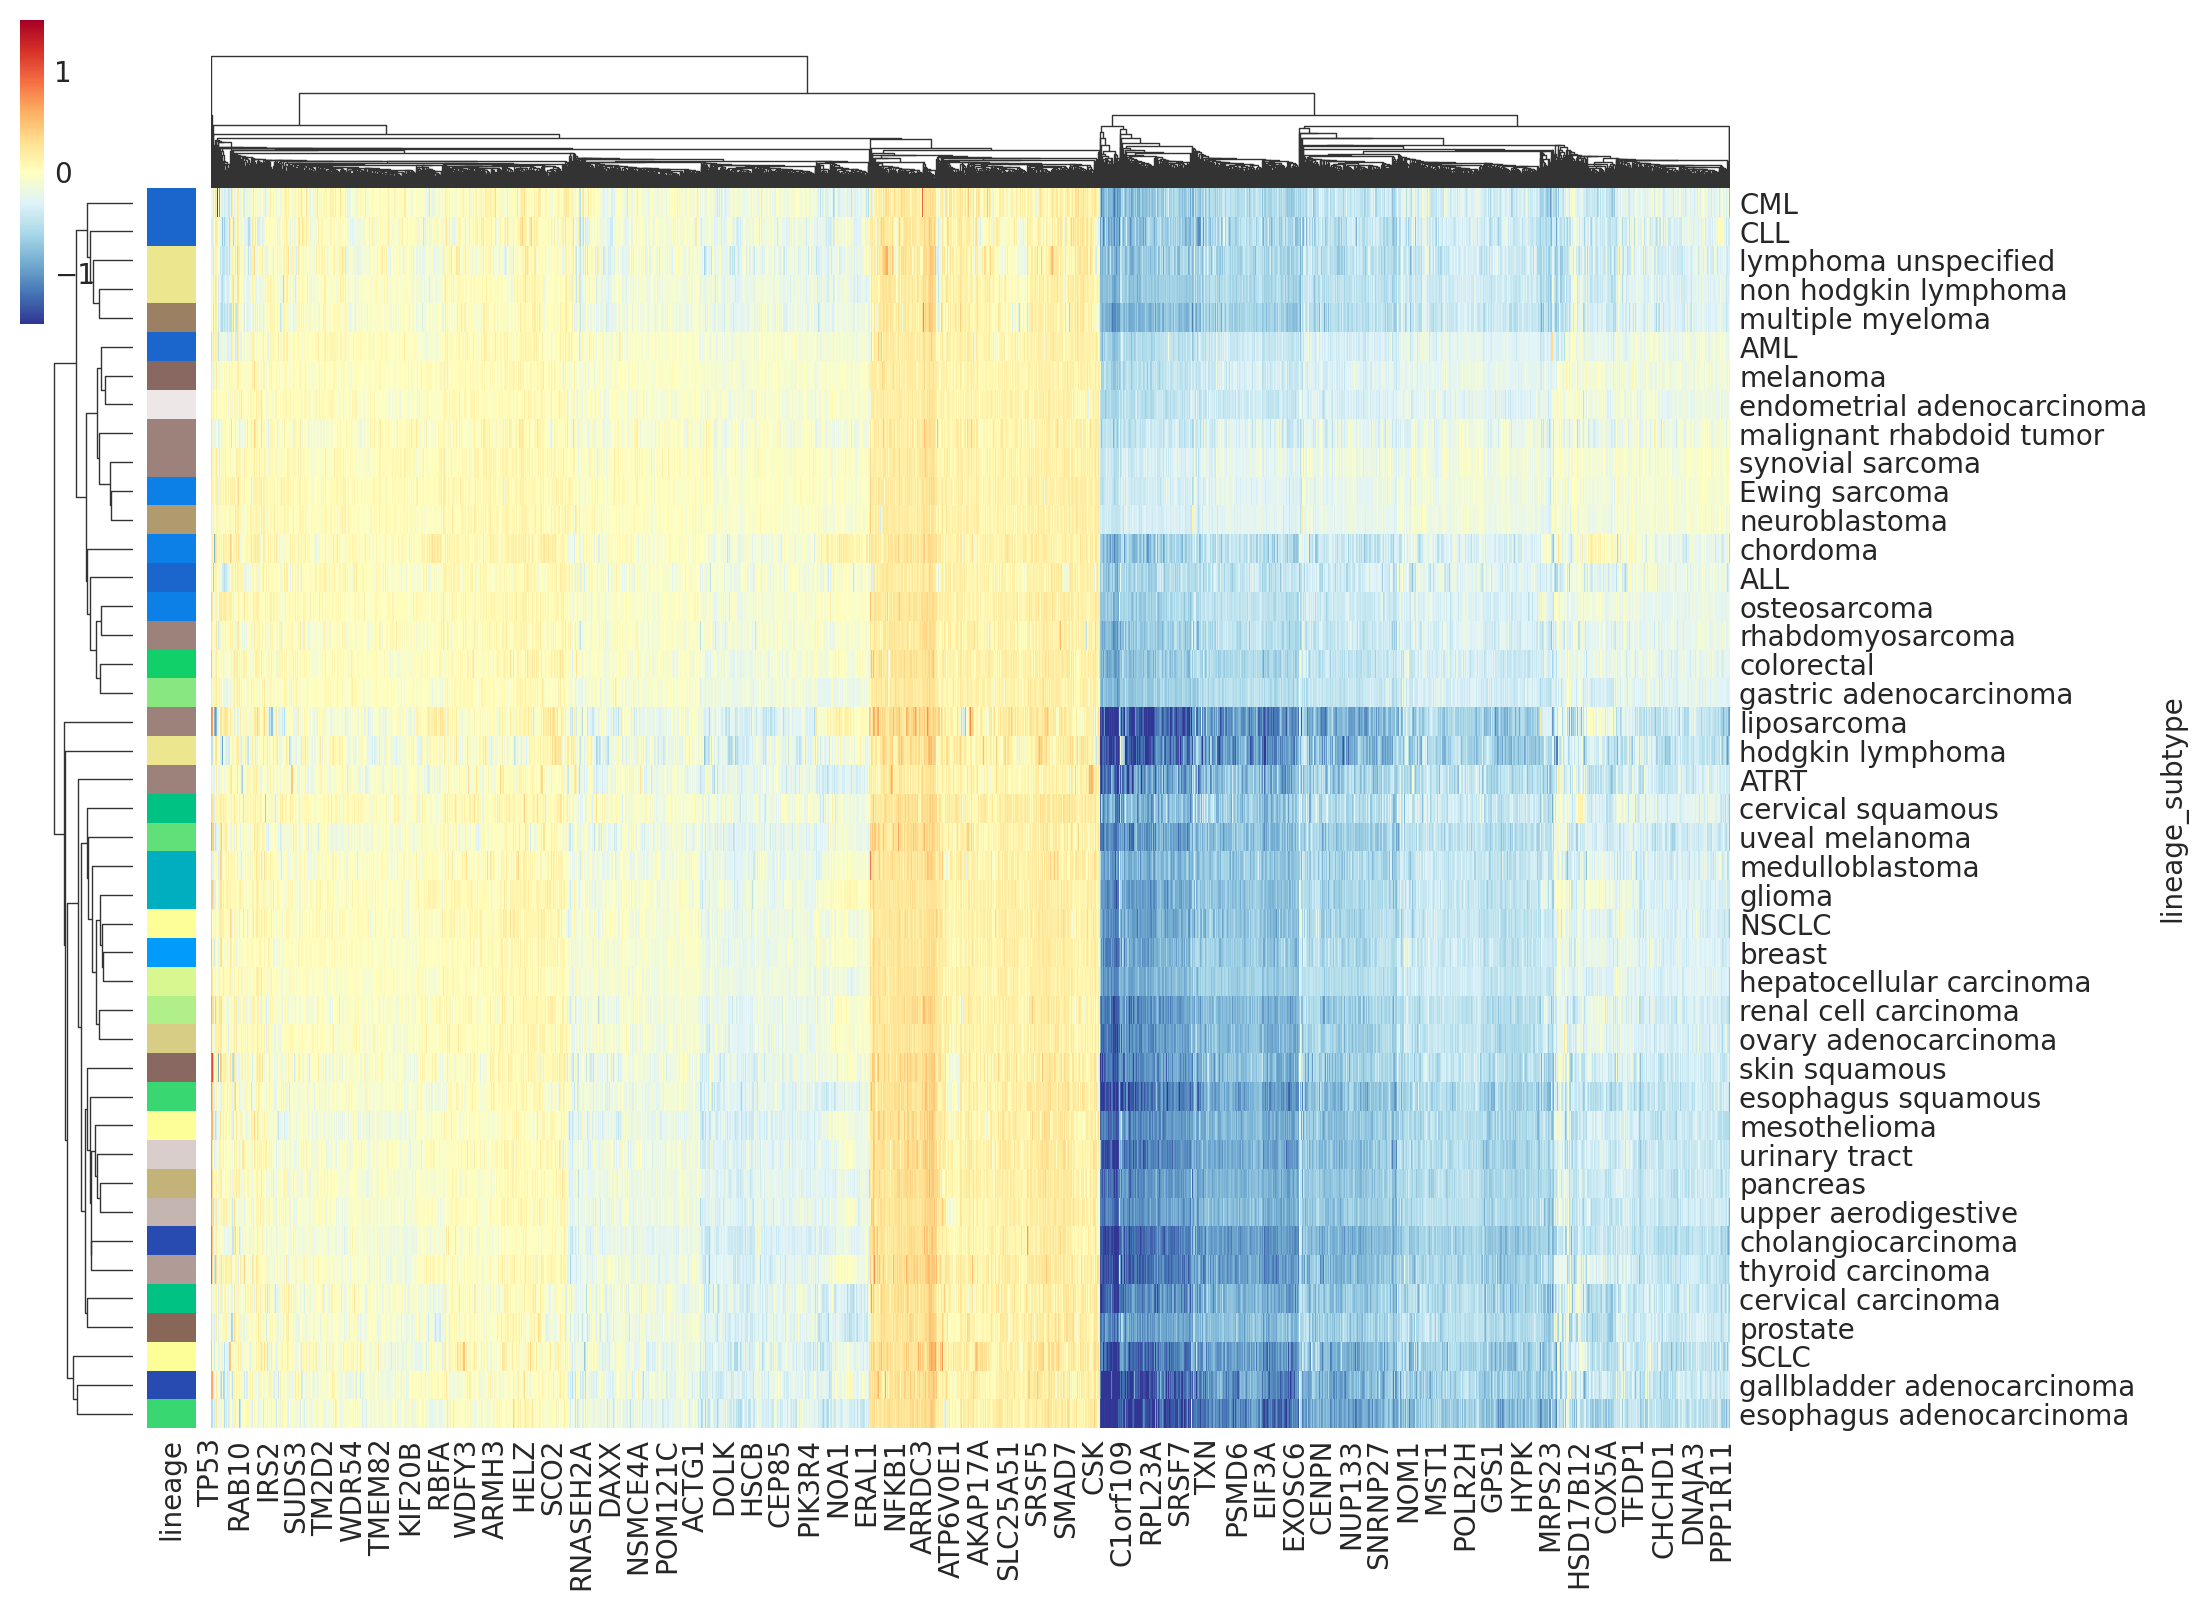 1
0
−1
CML
CLL
lymphoma unspecified
non hodgkin lymphoma
multiple myeloma
AML
melanoma
endometrial adenocarcinoma
malignant rhabdoid tumor
synovial sarcoma
Ewing sarcoma
neuroblastoma
chordoma
ALL
osteosarcoma
rhabdomyosarcoma
colorectal
gastric adenocarcinoma
liposarcoma
hodgkin lymphoma
ATRT
cervical squamous
uveal melanoma
medulloblastoma
glioma
NSCLC
breast
hepatocellular carcinoma
renal cell carcinoma
ovary adenocarcinoma
skin squamous
esophagus squamous
mesothelioma
urinary tract
pancreas
upper aerodigestive
cholangiocarcinoma
thyroid carcinoma
cervical carcinoma
prostate
SCLC
gallbladder adenocarcinoma
esophagus adenocarcinoma
lineage_subtype
lineage
TP53
RAB10
IRS2
SUDS3
TM2D2
WDR54
TMEM82
KIF20B
RBFA
WDFY3
ARMH3
HELZ
SCO2
RNASEH2A
DAXX
NSMCE4A
POM121C
ACTG1
DOLK
HSCB
CEP85
PIK3R4
NOA1
ERAL1
NFKB1
ARRDC3
ATP6V0E1
AKAP17A
SLC25A51
SRSF5
SMAD7
CSK
C1orf109
RPL23A
SRSF7
TXN
PSMD6
EIF3A
EXOSC6
CENPN
NUP133
SNRNP27
NOM1
MST1
POLR2H
GPS1
HYPK
MRPS23
HSD17B12
COX5A
TFDP1
CHCHD1
DNAJA3
PPP1R11